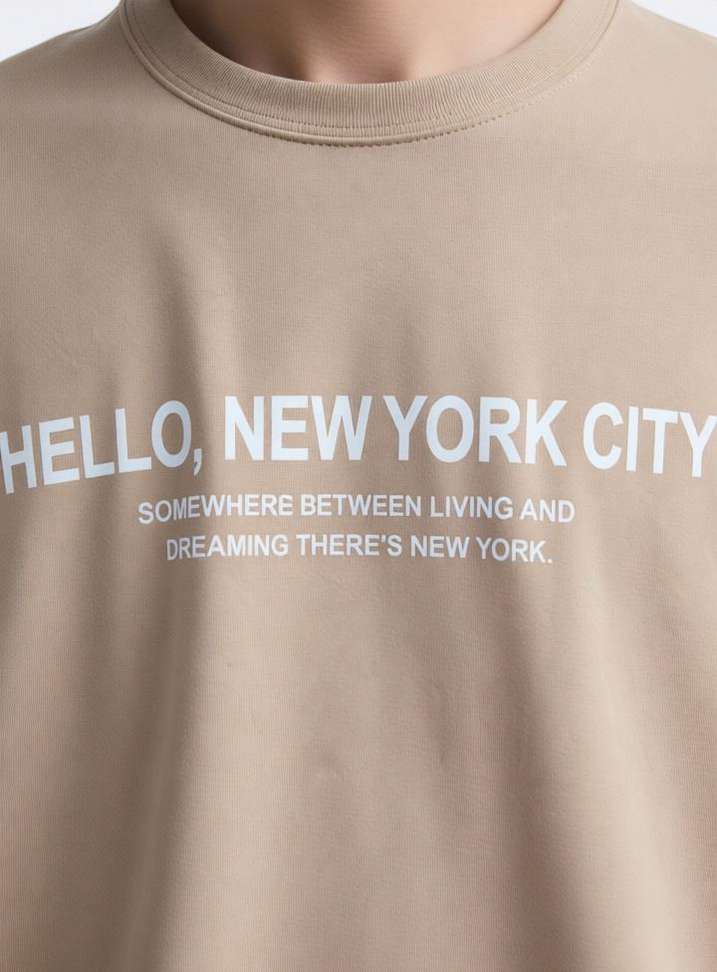 HELLO, NEW YORK CITY
SOMEWHERE BETWEEN LIVING AND
DREAMING THERE'S NEW YORK.